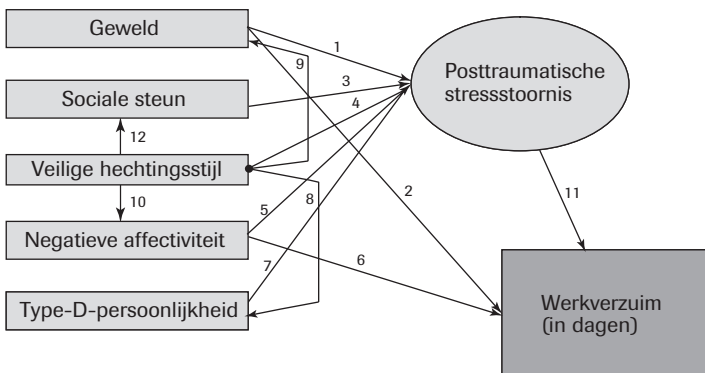 Geweld
1
9
Posttraumatische
stressstoornis
Sociale steun
3
4
12
Veilige hechtingsstijl
10
2
11
5
8
Negatieve affectiviteit
6
7
Type-D-persoonlijkheid
Werkverzuim
(in dagen)